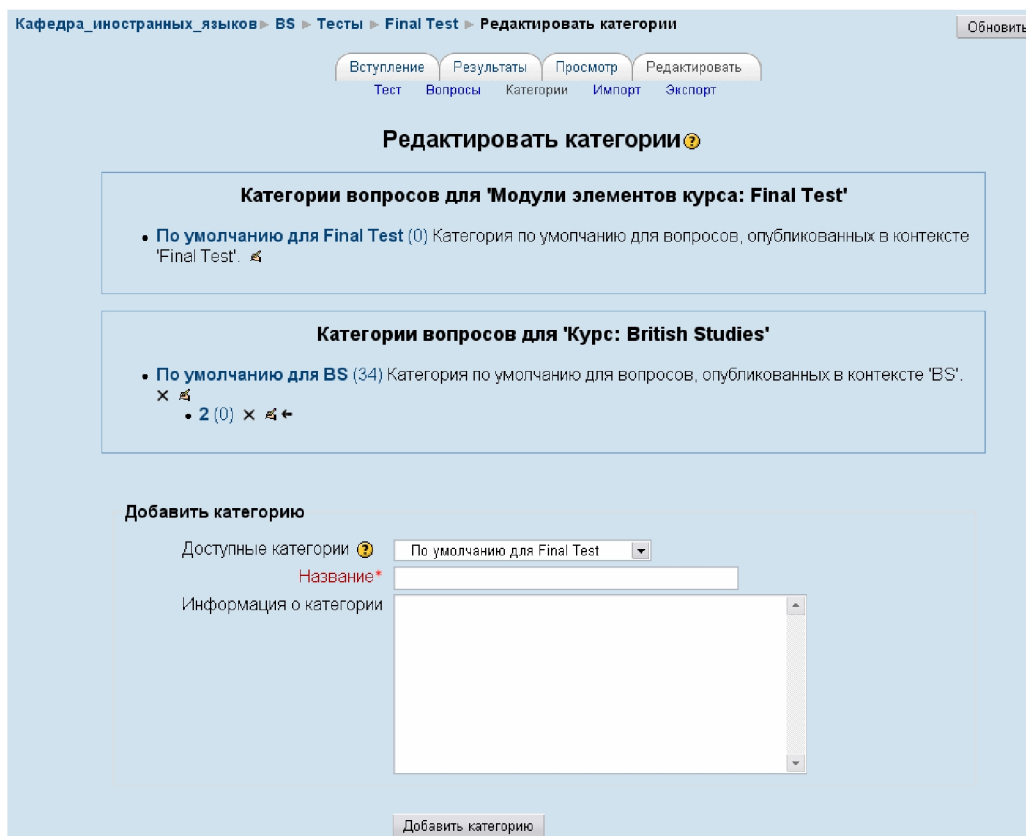 Кафедра_иностранных_языков ► BS ► Тесты ► Final Test ► Редактировать категории
Обновить
Вступление Результаты Просмотр Редактировать
Тест Вопросы Категории Импорт Экспорт
Редактировать категории
Категории вопросов для 'Модули элементов курса: Final Test'
• По умолчанию для Final Test (0) Категория по умолчанию для вопросов, опубликованных в контексте
'Final Test'.
Категории вопросов для 'Курс: British Studies'
• По умолчанию для BS (34) Категория по умолчанию для вопросов, опубликованных в контексте 'BS'.
• 2 (0)
Добавить категорию
Доступные категории По умолчанию для Final Test
Название*
Информация о категории
Добавить категорию